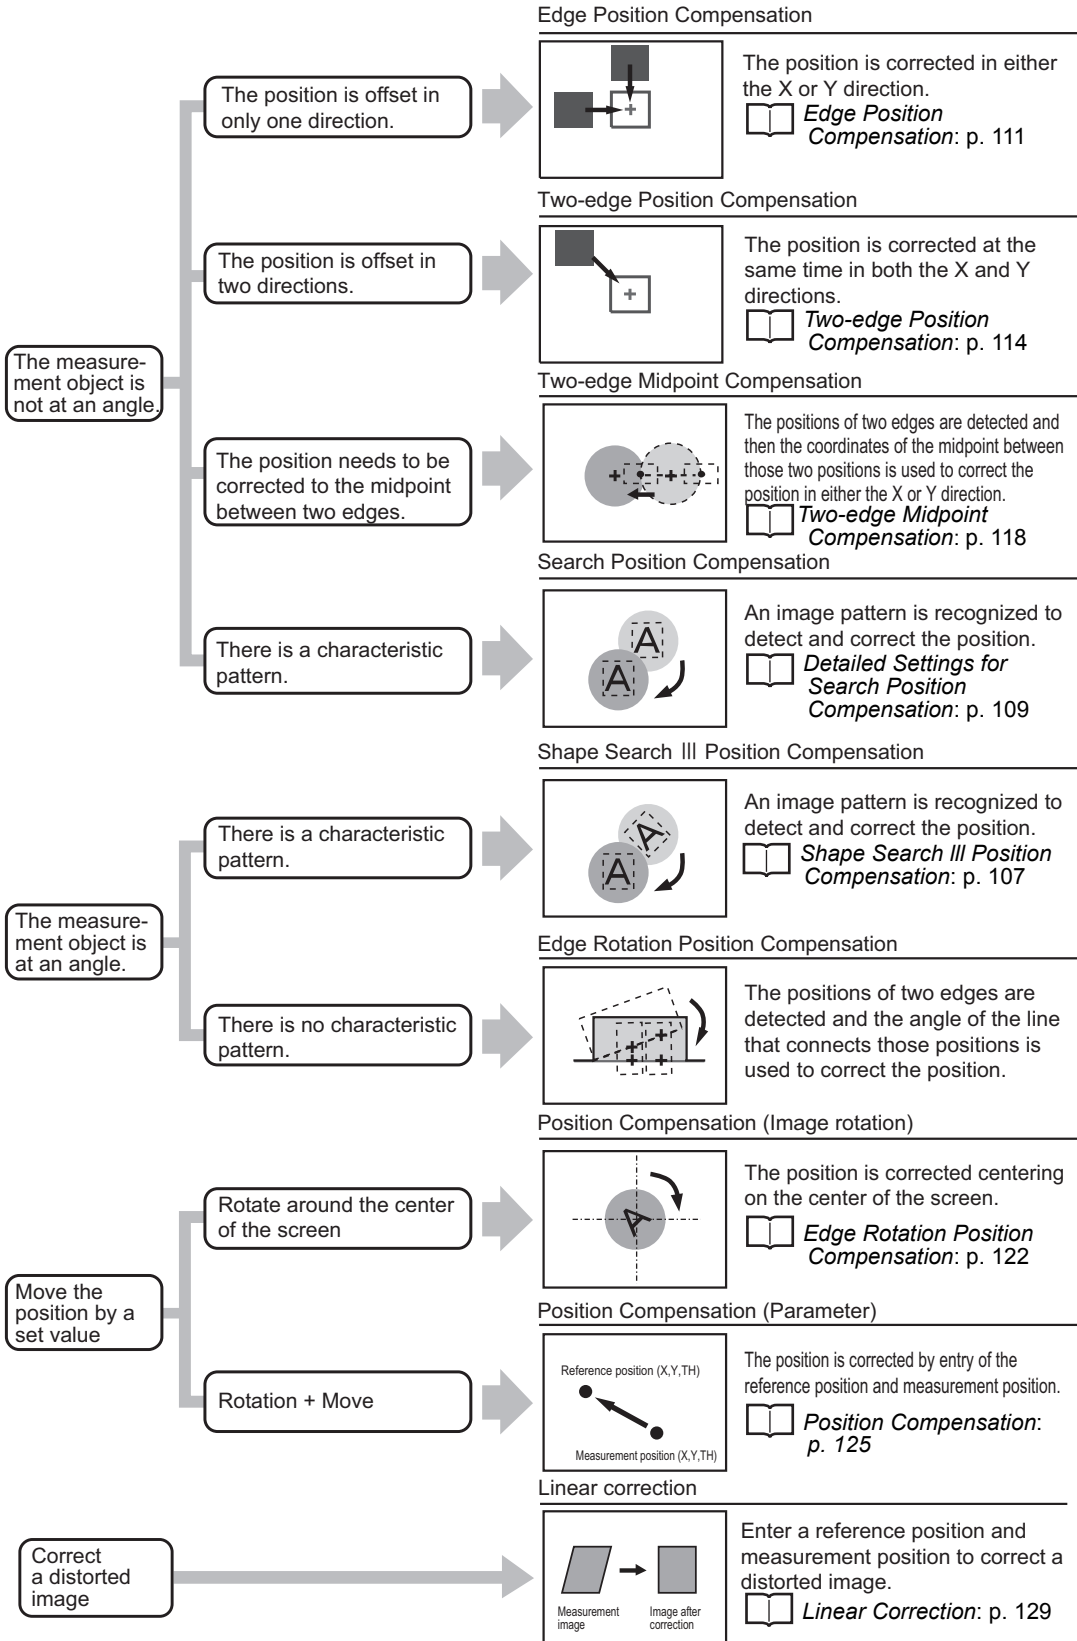 Edge Position Compensation
The position is offset in
only one direction.
The position is corrected in either
the X or Y direction.
Edge Position
Compensation: p. 111
Two-edge Position Compensation
The position is offset in
two directions.
The position is corrected at the
same time in both the X and Y
directions.
Two-edge Position
Compensation: p. 114
The measure-
ment object is
not at an angle.
Two-edge Midpoint Compensation
The position needs to be
corrected to the midpoint
between two edges.
The positions of two edges are detected and
then the coordinates of the midpoint between
those two positions is used to correct the
position in either the X or Y direction.
Two-edge Midpoint
Compensation: p. 118
Search Position Compensation
There is a characteristic
pattern.
A
A
An image pattern is recognized to
detect and correct the position.
Detailed Settings for
Search Position
Compensation: p. 109
Shape Search III Position Compensation
There is a characteristic
pattern.
A
A
An image pattern is recognized to
detect and correct the position.
Shape Search III Position
Compensation: p. 107
The measure-
ment object is
at an angle.
Edge Rotation Position Compensation
There is no characteristic
pattern.
The positions of two edges are
detected and the angle of the line
that connects those positions is
used to correct the position.
Position Compensation (Image rotation)
Rotate around the center
of the screen
A
The position is corrected centering
on the center of the screen.
Edge Rotation Position
Compensation: p. 122
Move the
position by a
set value
Position Compensation (Parameter)
Rotation + Move
Reference position (X,Y,TH)
Measurement position (X,Y,TH)
The position is corrected by entry of the
reference position and measurement position.
Position Compensation:
p. 125
Linear correction
Correct
a distorted
image
Measurement
image
Image after
correction
Enter a reference position and
measurement position to correct a
distorted image.
Linear Correction: p. 129